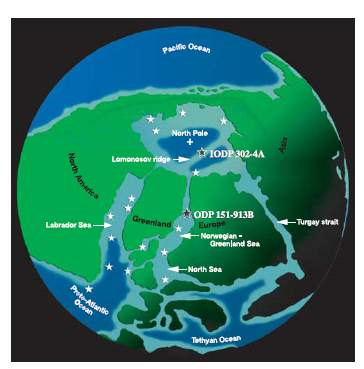 Pacific Ocean
North Pole
IODP 302-4A
Lomonosov ridge
Asia
North America
ODP 151-913B
Labrador Sea
Greenland
Europe
Turgay strait
Norwegian -
Greenland Sea
North Sea
Proto-Atlantic
Ocean
Tethyan Ocean